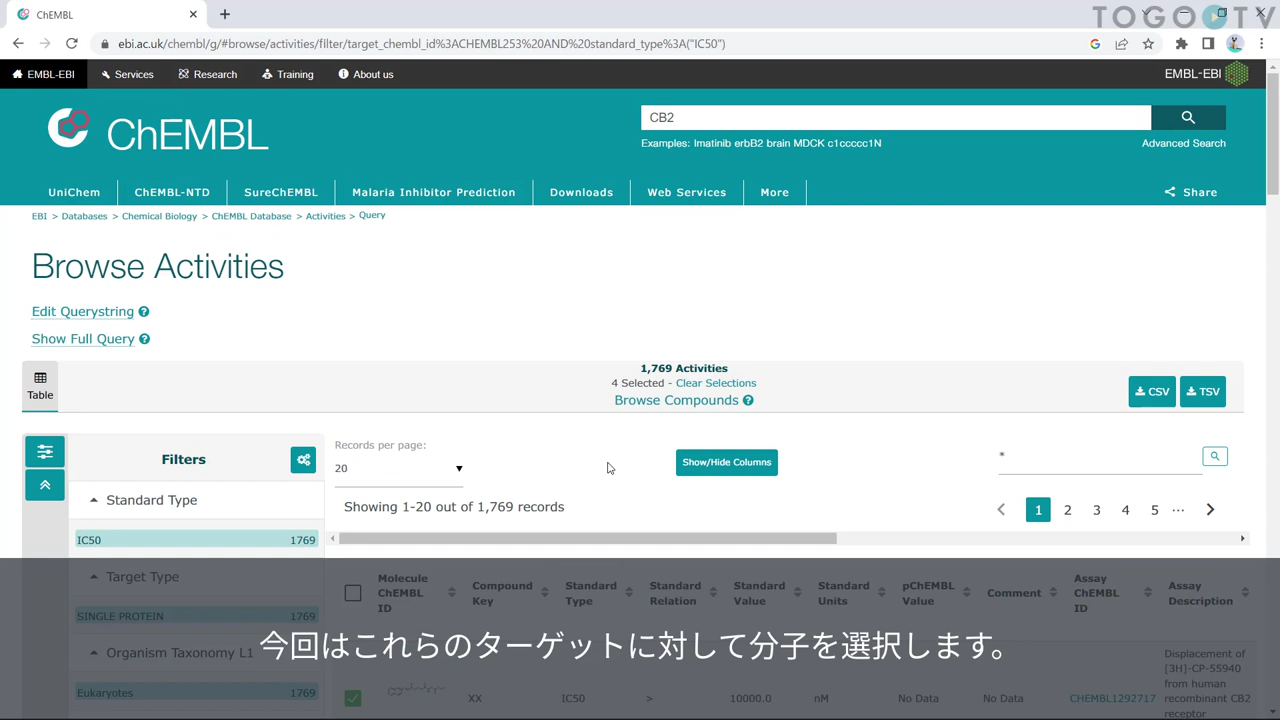 ChEMBL
TOGO TV
ebi.ac.uk/chembl/g/#browse/activities/filter/target_chembl_id%3ACHEMBL253%20AND%20standard_type%3A("IC50")
EMBL-EBI Services Research Training About us EMBL-EBI
ChEMBL
CB2
Examples: Imatinib erbB2 brain MDCK c1ccccc1N Advanced Search
UniChem ChEMBL-NTD SureChEMBL Malaria Inhibitor Prediction Downloads Web Services More Share
EBI > Databases > Chemical Biology > ChEMBL Database > Activities > Query
Browse Activities
Edit Querystring ?
Show Full Query ?
Table
1,769 Activities
4 Selected - Clear Selections
Browse Compounds ?
CSV TSV
Filters
Records per page:
20
Show/Hide Columns
*
Standard Type
Showing 1-20 out of 1,769 records
1 2 3 4 5 ...
IC50 1769
Target Type
SINGLE PROTEIN 1769
Organism Taxonomy L1
Eukaryotes 1769
Molecule ChEMBL ID
Compound Key
Standard Type
Standard Relation
Standard Value
Standard Units
pChEMBL Value
Comment
Assay ChEMBL ID
Assay Description
今回はこれらのターゲットに対して分子を選択します。
XX IC50 > 10000.0 nM No Data No Data CHEMBL1292717
Displacement of
[3H]-CP-55940
from human
recombinant CB2
receptor